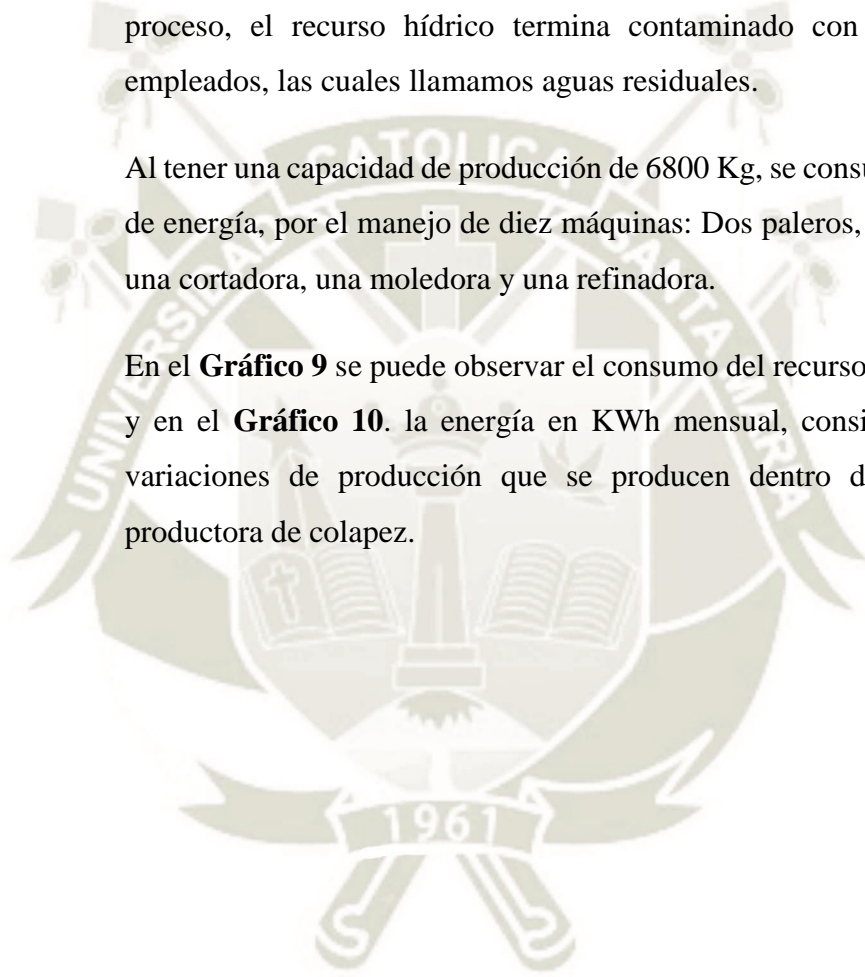 proceso, el recurso hídrico termina contaminado con
empleados, las cuales llamamos aguas residuales.
Al tener una capacidad de producción de 6800 Kg, se
de energía, por el manejo de diez máquinas: Dos paleros,
una cortadora, una moledora y una refinadora.
En el Gráfico 9 se puede observar el consumo del recurso
y en el Gráfico 10. la energía en KWh mensual,
variaciones de producción que se producen dentro
productora de colapez.
UNIVERSIDAD CATOLICA SANTA MARIA
1961